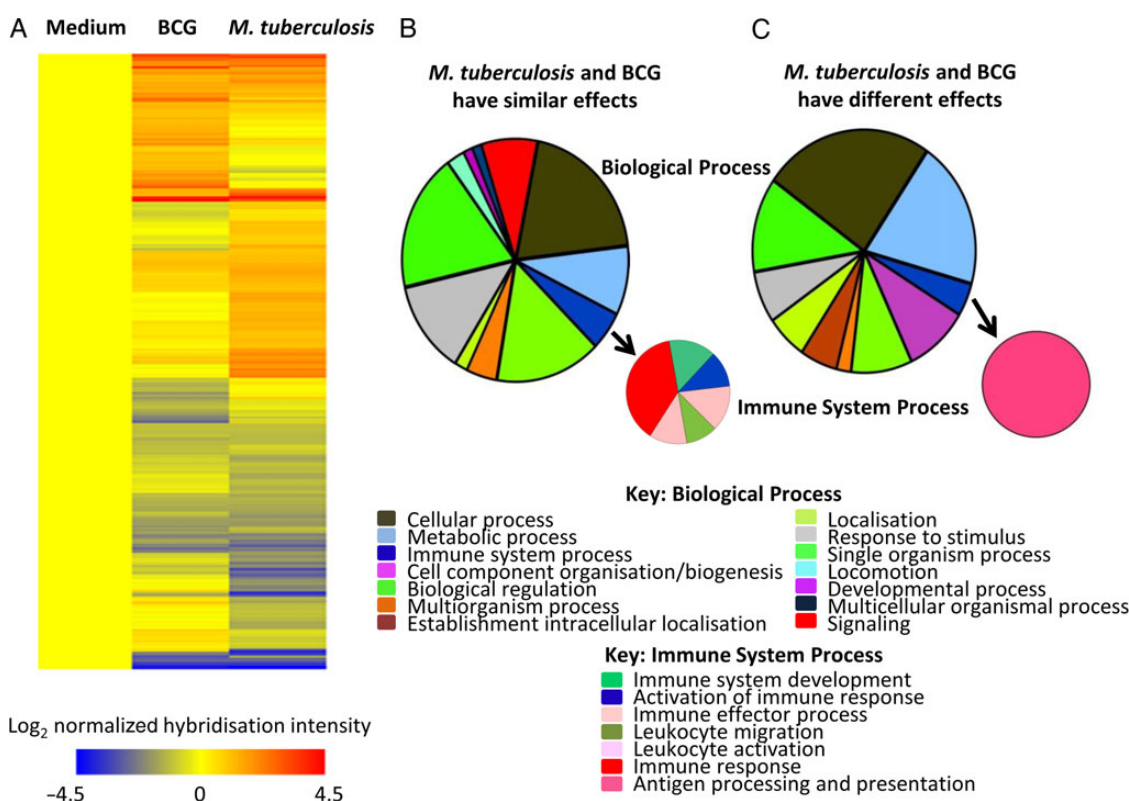 A
Medium
BCG
M. tuberculosis
B
M. tuberculosis and BCG
have similar effects
C
M. tuberculosis and BCG
have different effects
Biological Process
Immune System Process
Key: Biological Process
Cellular process
Metabolic process
Immune system process
Cell component organisation/biogenesis
Biological regulation
Multiorganism process
Establishment intracellular localisation
Localisation
Response to stimulus
Single organism process
Locomotion
Developmental process
Multicellular organismal process
Signaling
Key: Immune System Process
Immune system development
Activation of immune response
Immune effector process
Leukocyte migration
Leukocyte activation
Immune response
Antigen processing and presentation
Log2 normalized hybridisation intensity
−4.5 0 4.5